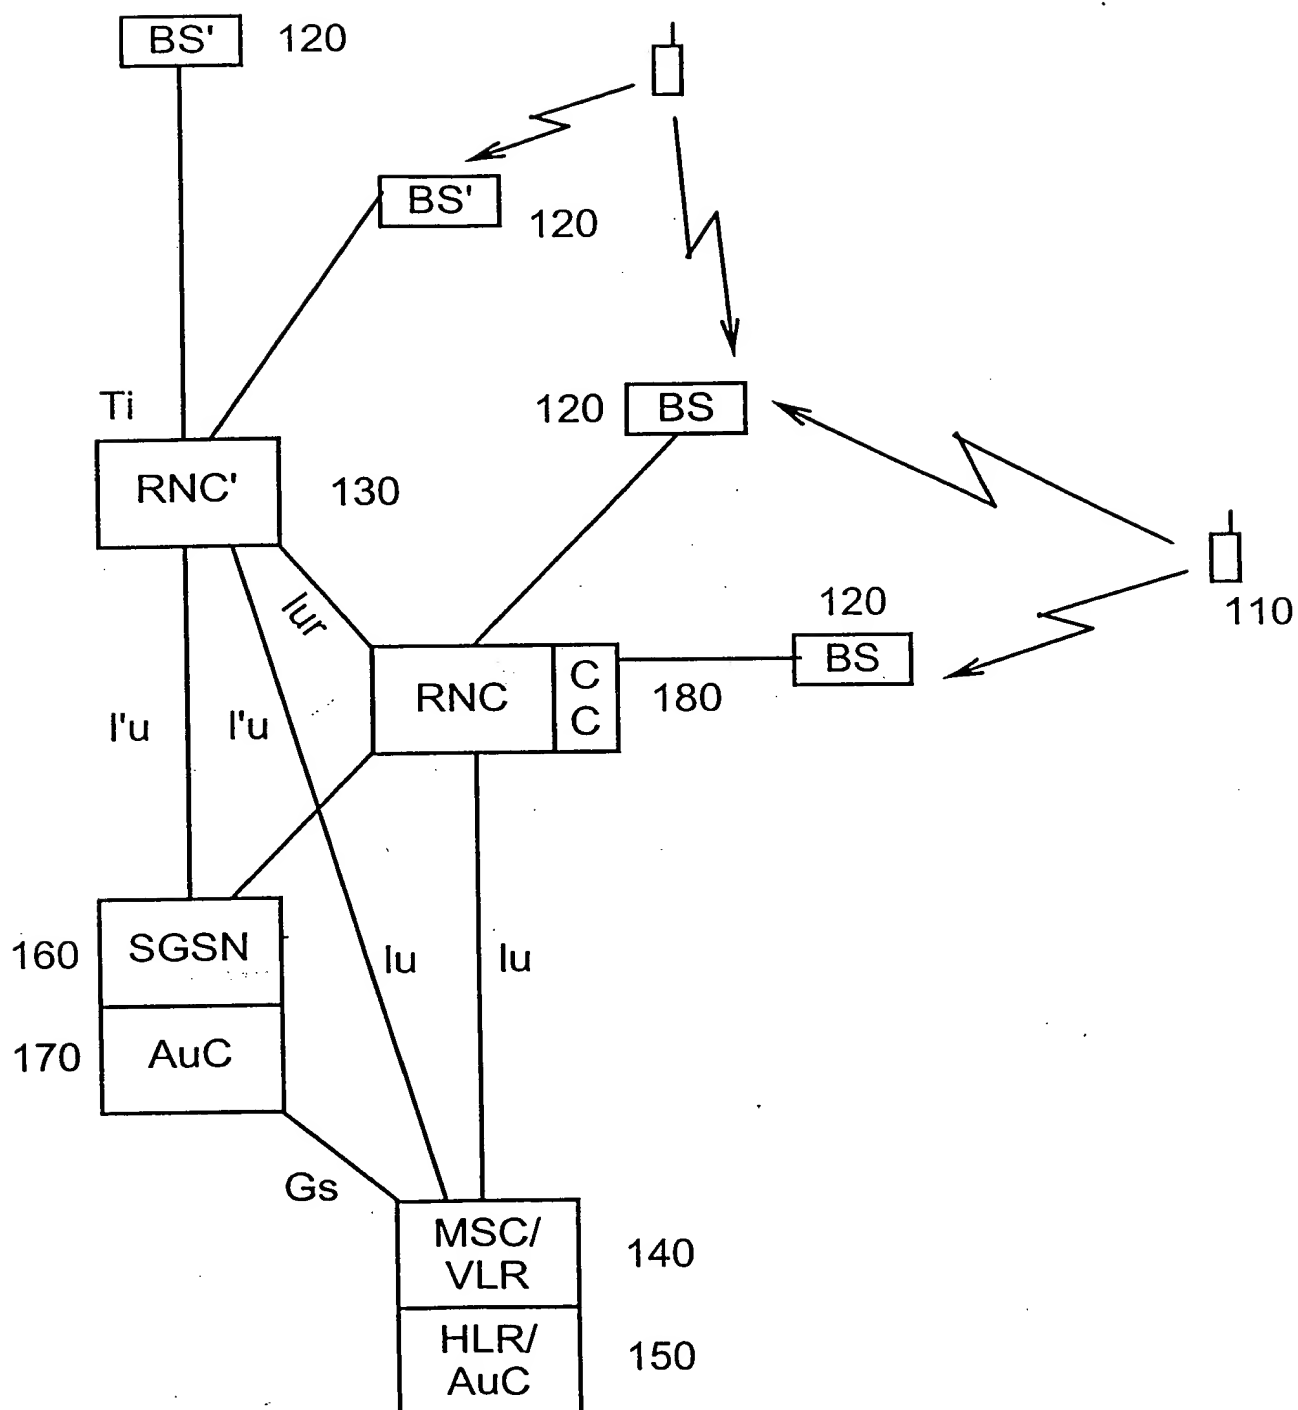 BS' 120
BS'
120
120 BS
Ti
RNC' 130
Iur
120
BS
110
RNC
C
C
180
I'u I'u
160 SGSN
Iu Iu
170 AuC
Gs
MSC/
VLR
140
HLR/
AuC
150